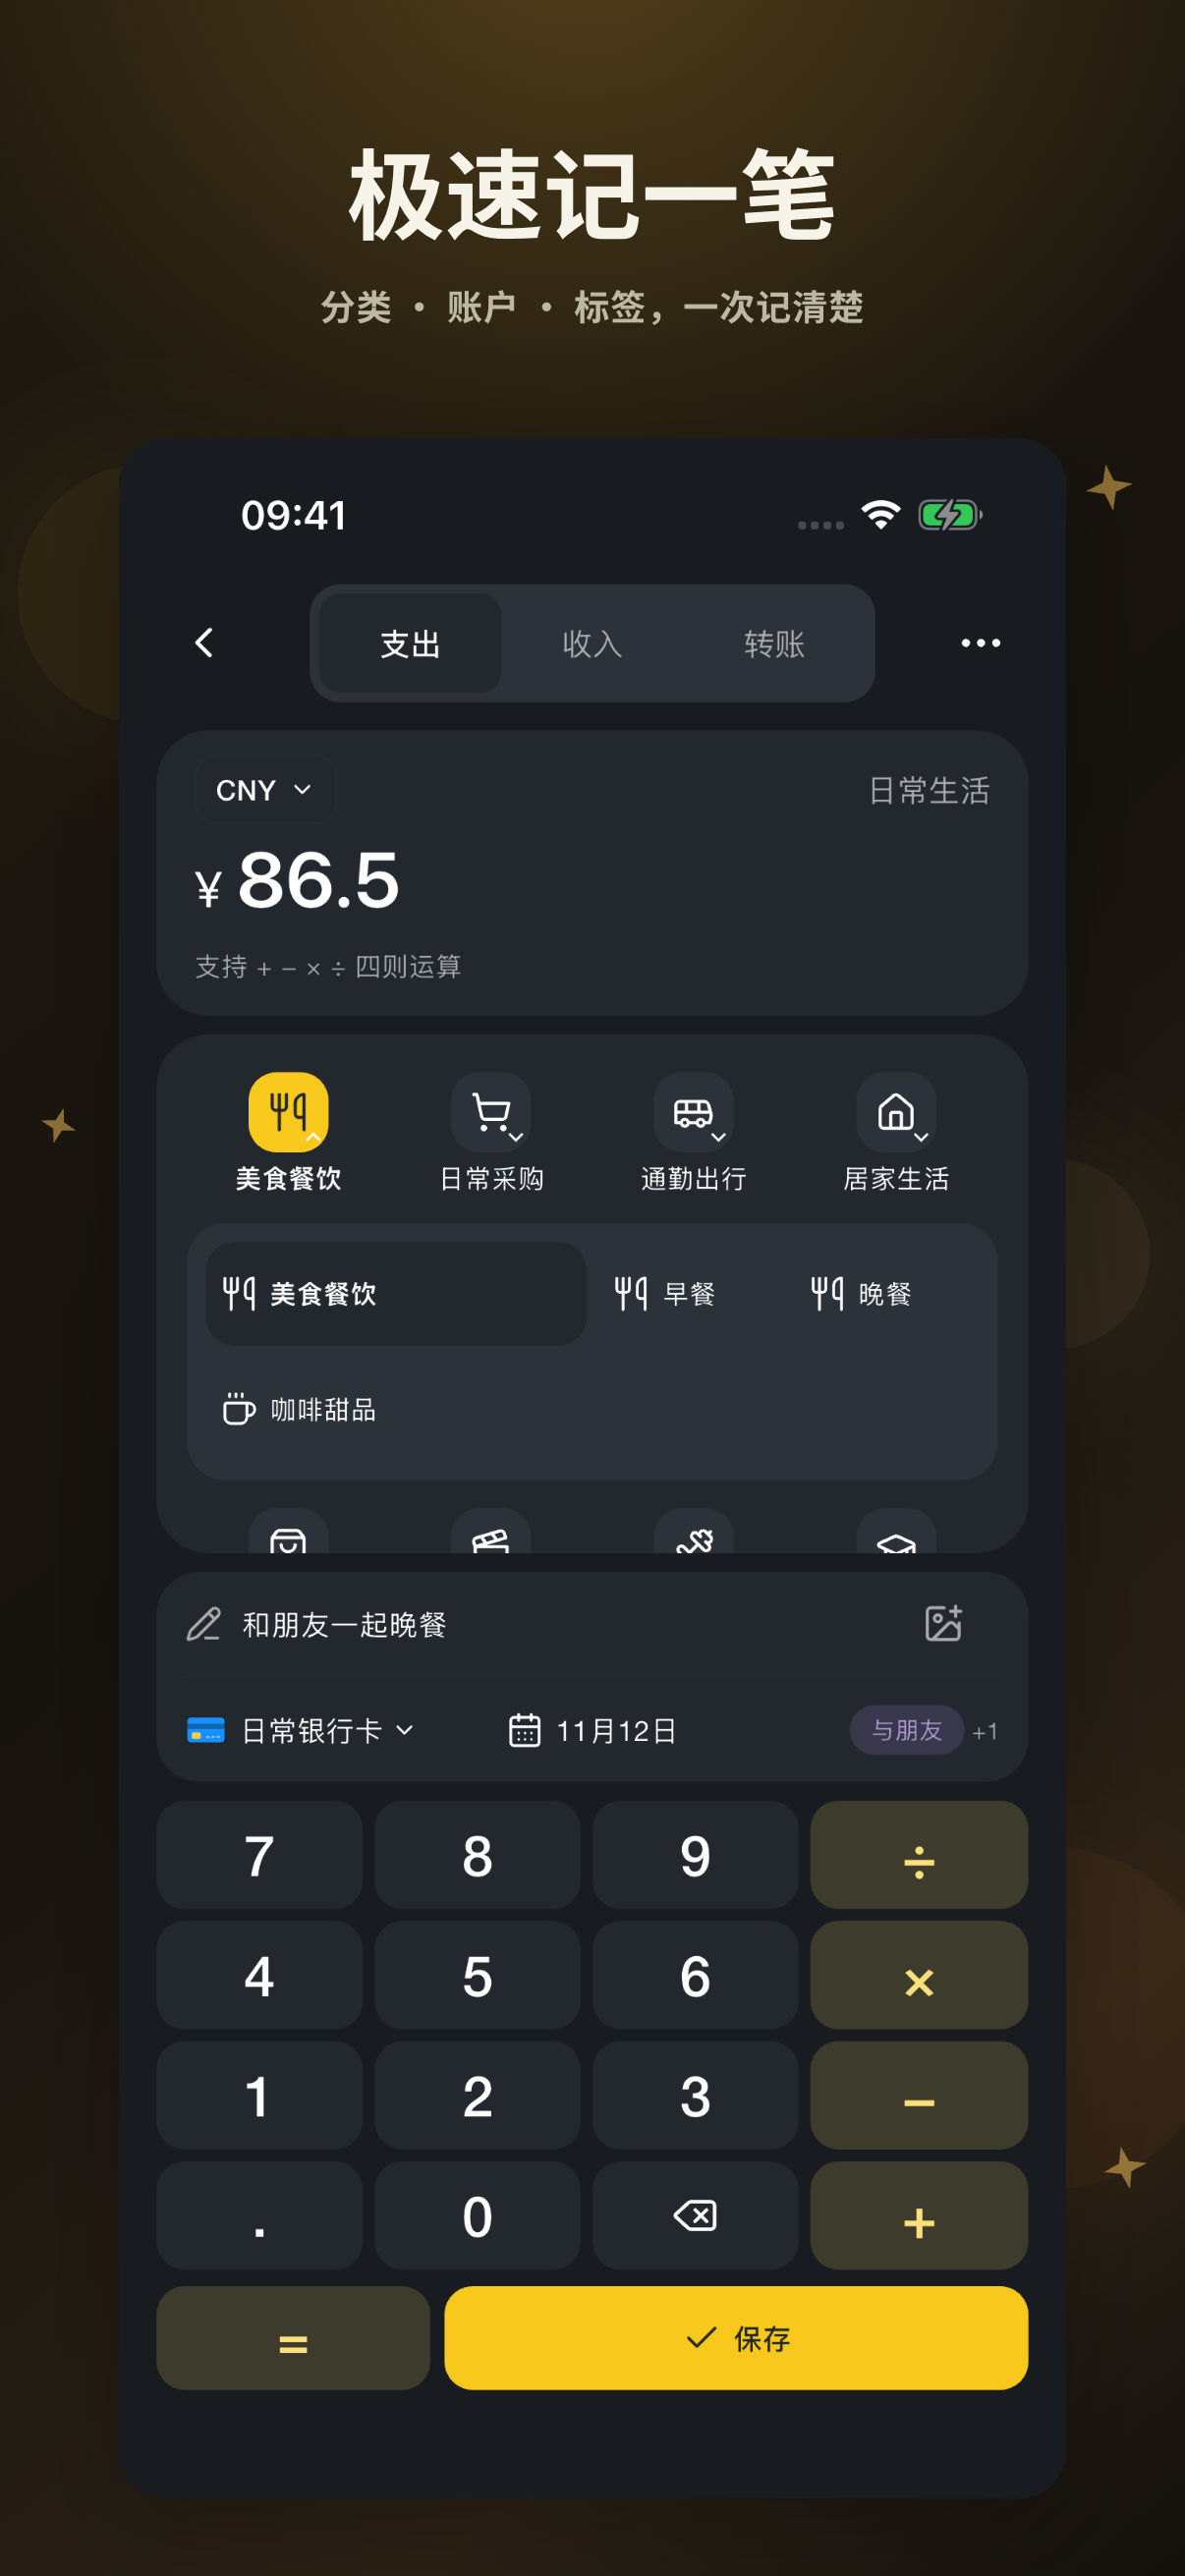 极速记一笔
分类 · 账户 · 标签，一次记清楚
09:41
支出 收入 转账
CNY 日常生活
¥ 86.5
支持 + − × ÷ 四则运算
美食餐饮 日常采购 通勤出行 居家生活
美食餐饮 早餐 晚餐
咖啡甜品
和朋友一起晚餐
日常银行卡 11月12日 与朋友 +1
7 8 9 ÷
4 5 6 ×
1 2 3 −
. 0 +
= 保存